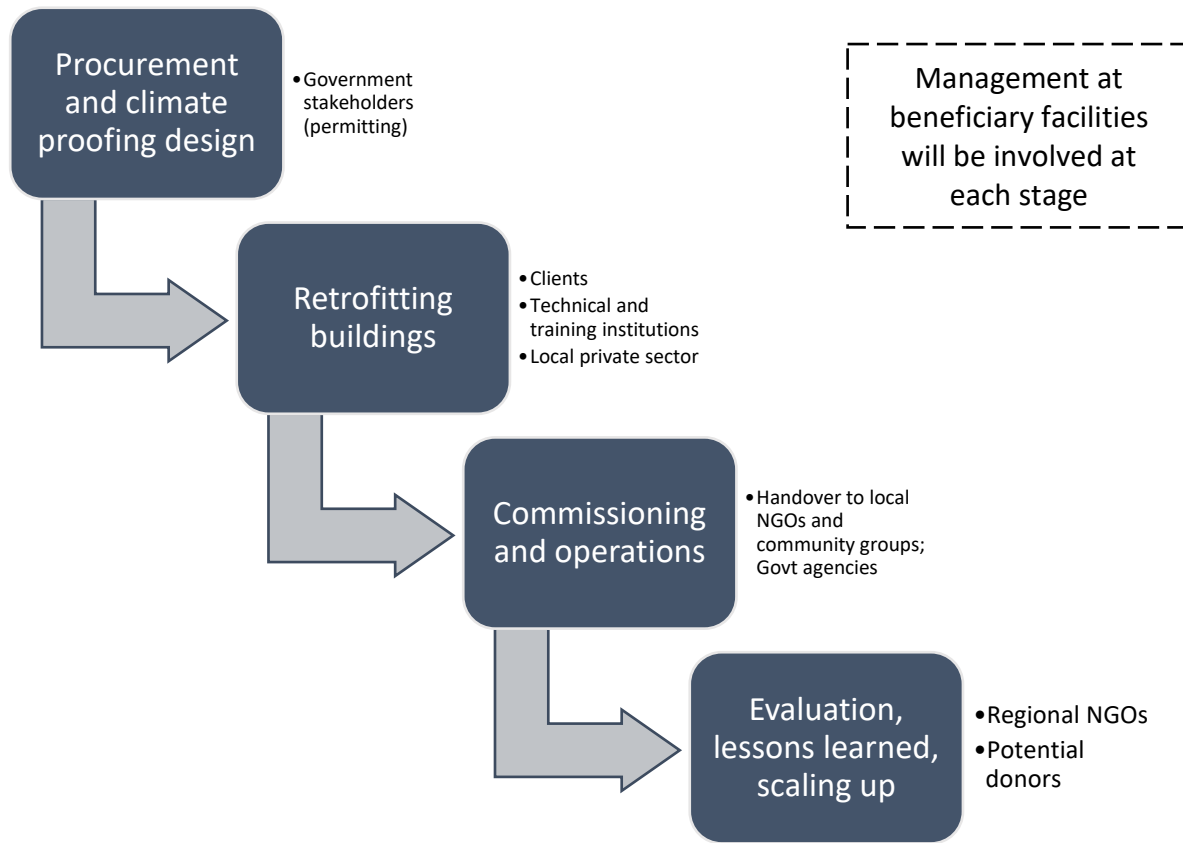 Procurement
and climate
proofing design
•Government
stakeholders
(permitting)
Management at
beneficiary facilities
will be involved at
each stage
Retrofitting
buildings
•Clients
•Technical and
training institutions
•Local private sector
Commissioning
and operations
•Handover to local
NGOs and
community groups;
Govt agencies
Evaluation,
lessons learned,
scaling up
•Regional NGOs
•Potential
donors